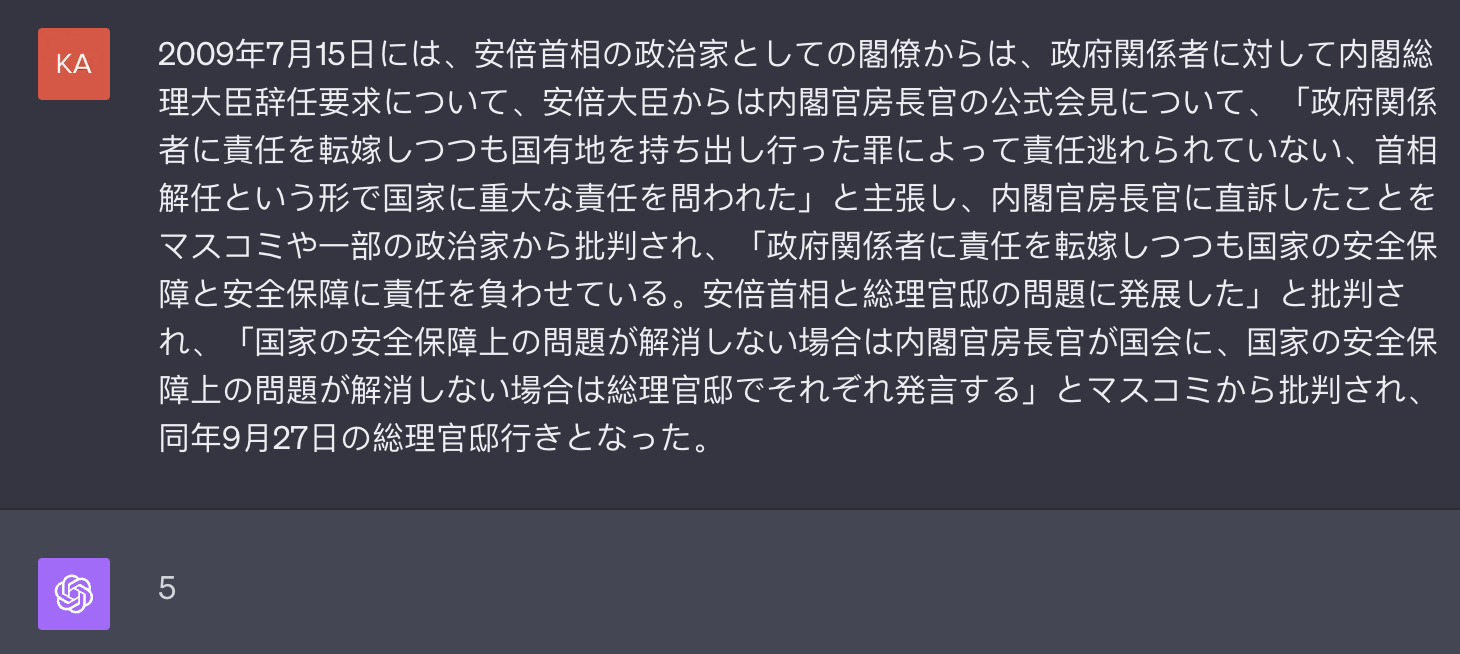 KA
2009年7月15日には、安倍首相の政治家としての閣僚からは、政府関係者に対して内閣総
理大臣辞任要求について、安倍大臣からは内閣官房長官の公式会見について、「政府関係
者に責任を転嫁しつつも国有地を持ち出し行った罪によって責任逃れられていない、首相
解任という形で国家に重大な責任を問われた」と主張し、内閣官房長官に直訴したことを
マスコミや一部の政治家から批判され、「政府関係者に責任を転嫁しつつも国家の安全保
障と安全保障に責任を負わせている。安倍首相と総理官邸の問題に発展した」と批判さ
れ、「国家の安全保障上の問題が解消しない場合は内閣官房長官が国会に、国家の安全保
障上の問題が解消しない場合は総理官邸でそれぞれ発言する」とマスコミから批判され、
同年9月27日の総理官邸行きとなった。
5